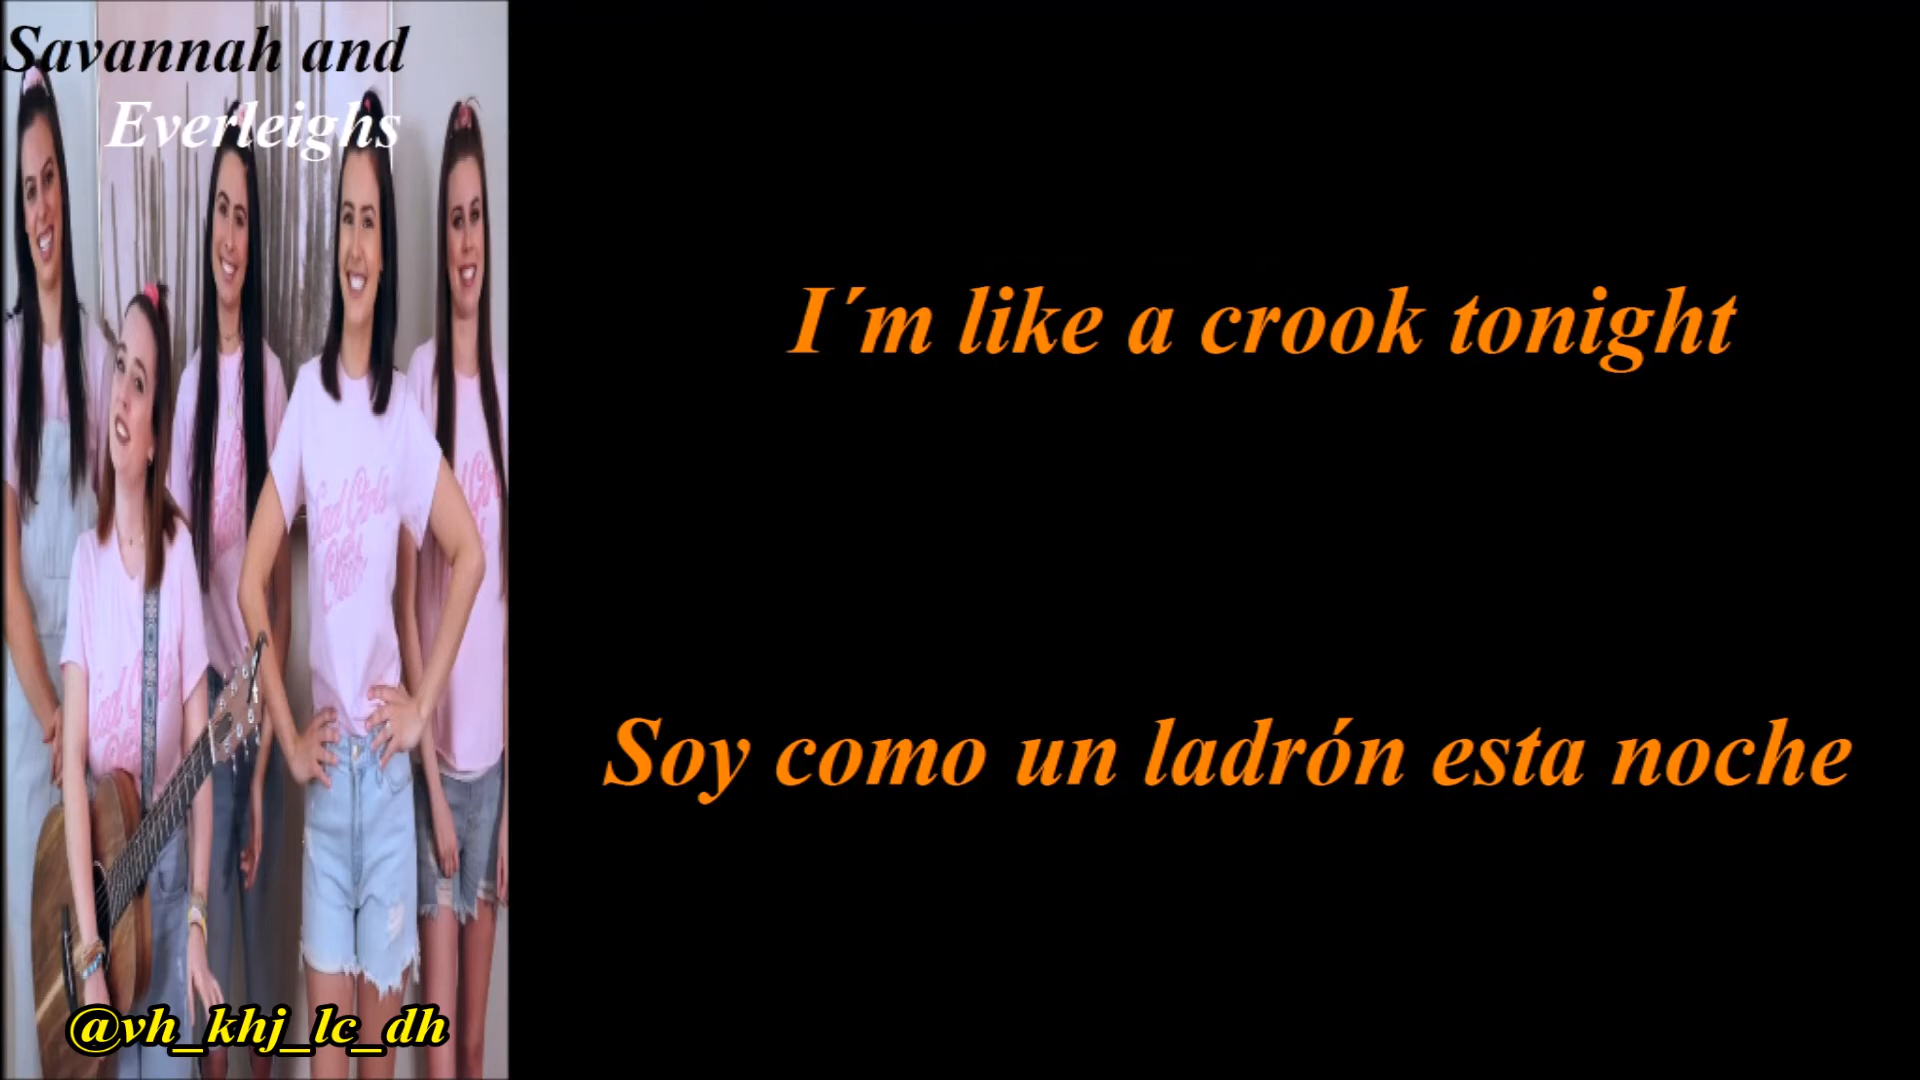 Savannah and
Everleighs
I´m like a crook tonight
Soy como un ladrón esta noche
@vh_khj_lc_dh